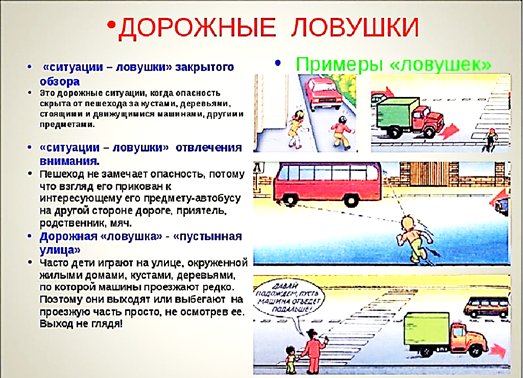 •ДОРОЖНЫЕ ЛОВУШКИ
• «ситуации – ловушки» закрытого
обзора
• Это дорожные ситуации, когда опасность
скрыта от пешехода за кустами, деревьями,
стоящими и движущимися машинами, другими
предметами.
• «ситуации – ловушки» отвлечения
внимания.
• Пешеход не замечает опасность, потому
что взгляд его прикован к
интересующему его предмету-автобусу
на другой стороне дороге, приятель,
родственник, мяч.
• Дорожная «ловушка» - «пустынная
улица»
• Часто дети играют на улице, окруженной
жилыми домами, кустами, деревьями,
по которой машины проезжают редко.
Поэтому они выходят или выбегают на
проезжую часть просто, не осмотрев ее.
Выход не глядя!
• Примеры «ловушек»
ДАВАЙ
ПОДОЖДЕМ, ПУСТЬ
МАШИНА ОТЪЕДЕТ
ПОДАЛЬШЕ!